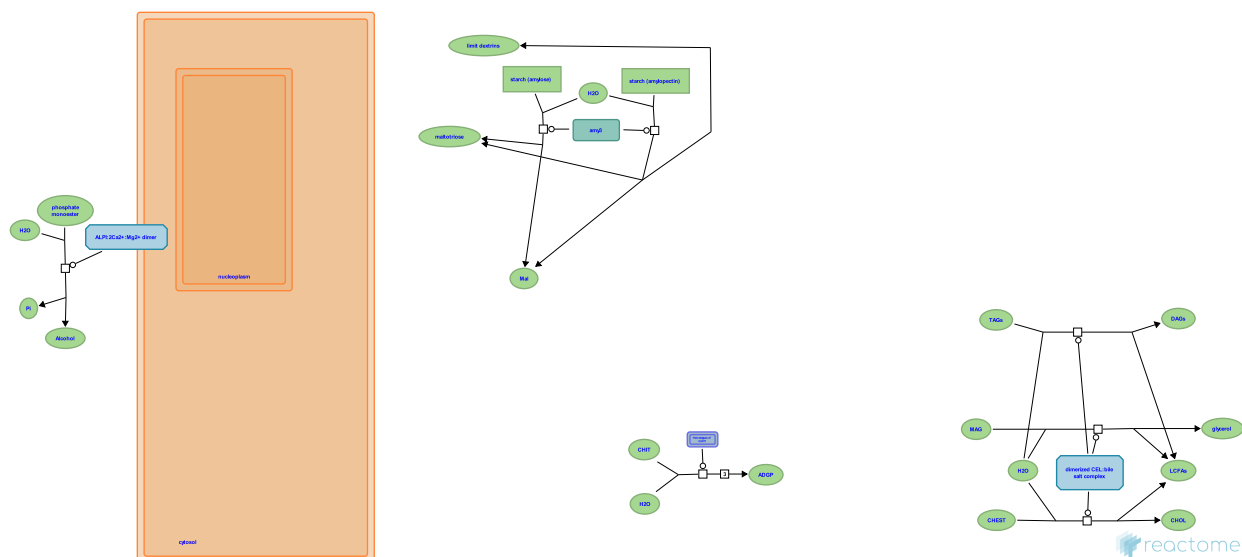 limit dextrins
starch (amylose)
starch (amylopectin)
H2O
amyS
maltotriose
phosphate
monoester
H2O
ALPI:2Ca2+:Mg2+ dimer
nucleoplasm
Mal
Pi
Alcohol
TAGs
DAGs
MAG
glycerol
CHIT
H2O
dimerized CEL:bile
salt complex
LCFAs
3
ADGP
H2O
CHEST
CHOL
cytosol
reactome